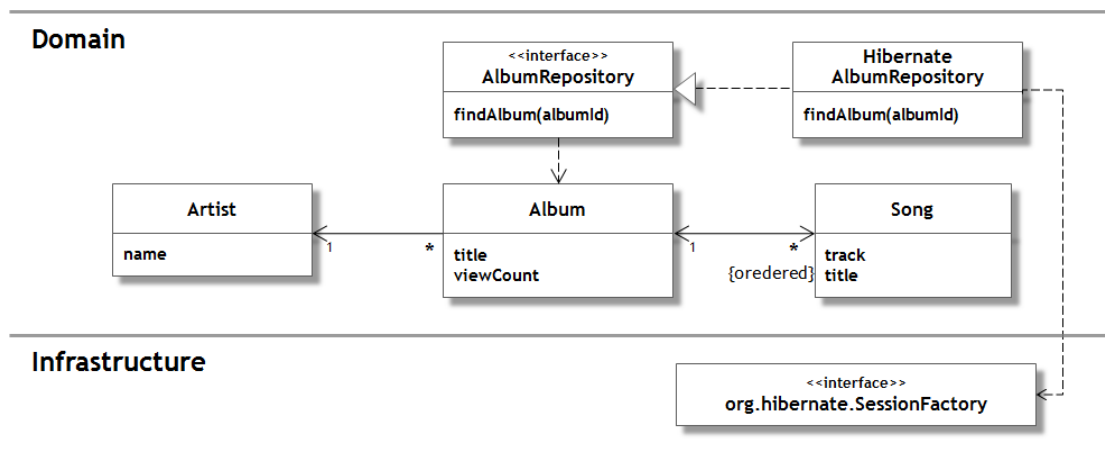 Domain
<<interface>>
AlbumRepository
findAlbum(albumId)
Hibernate
AlbumRepository
findAlbum(albumId)
Artist
name
1
*
Album
title
viewCount
1
*
{oredered}
Song
track
title
Infrastructure
<<interface>>
org.hibernate.SessionFactory